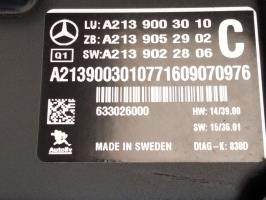 LU: A213 900 30 10
ZB: A213 905 29 02
Q1 SW: A213 902 28 06
C
A2139003010771609070976
633026000
HW: 14/39.00
SW: 15/36.01
MADE IN SWEDEN DIAG-K: 838D
Autoliv